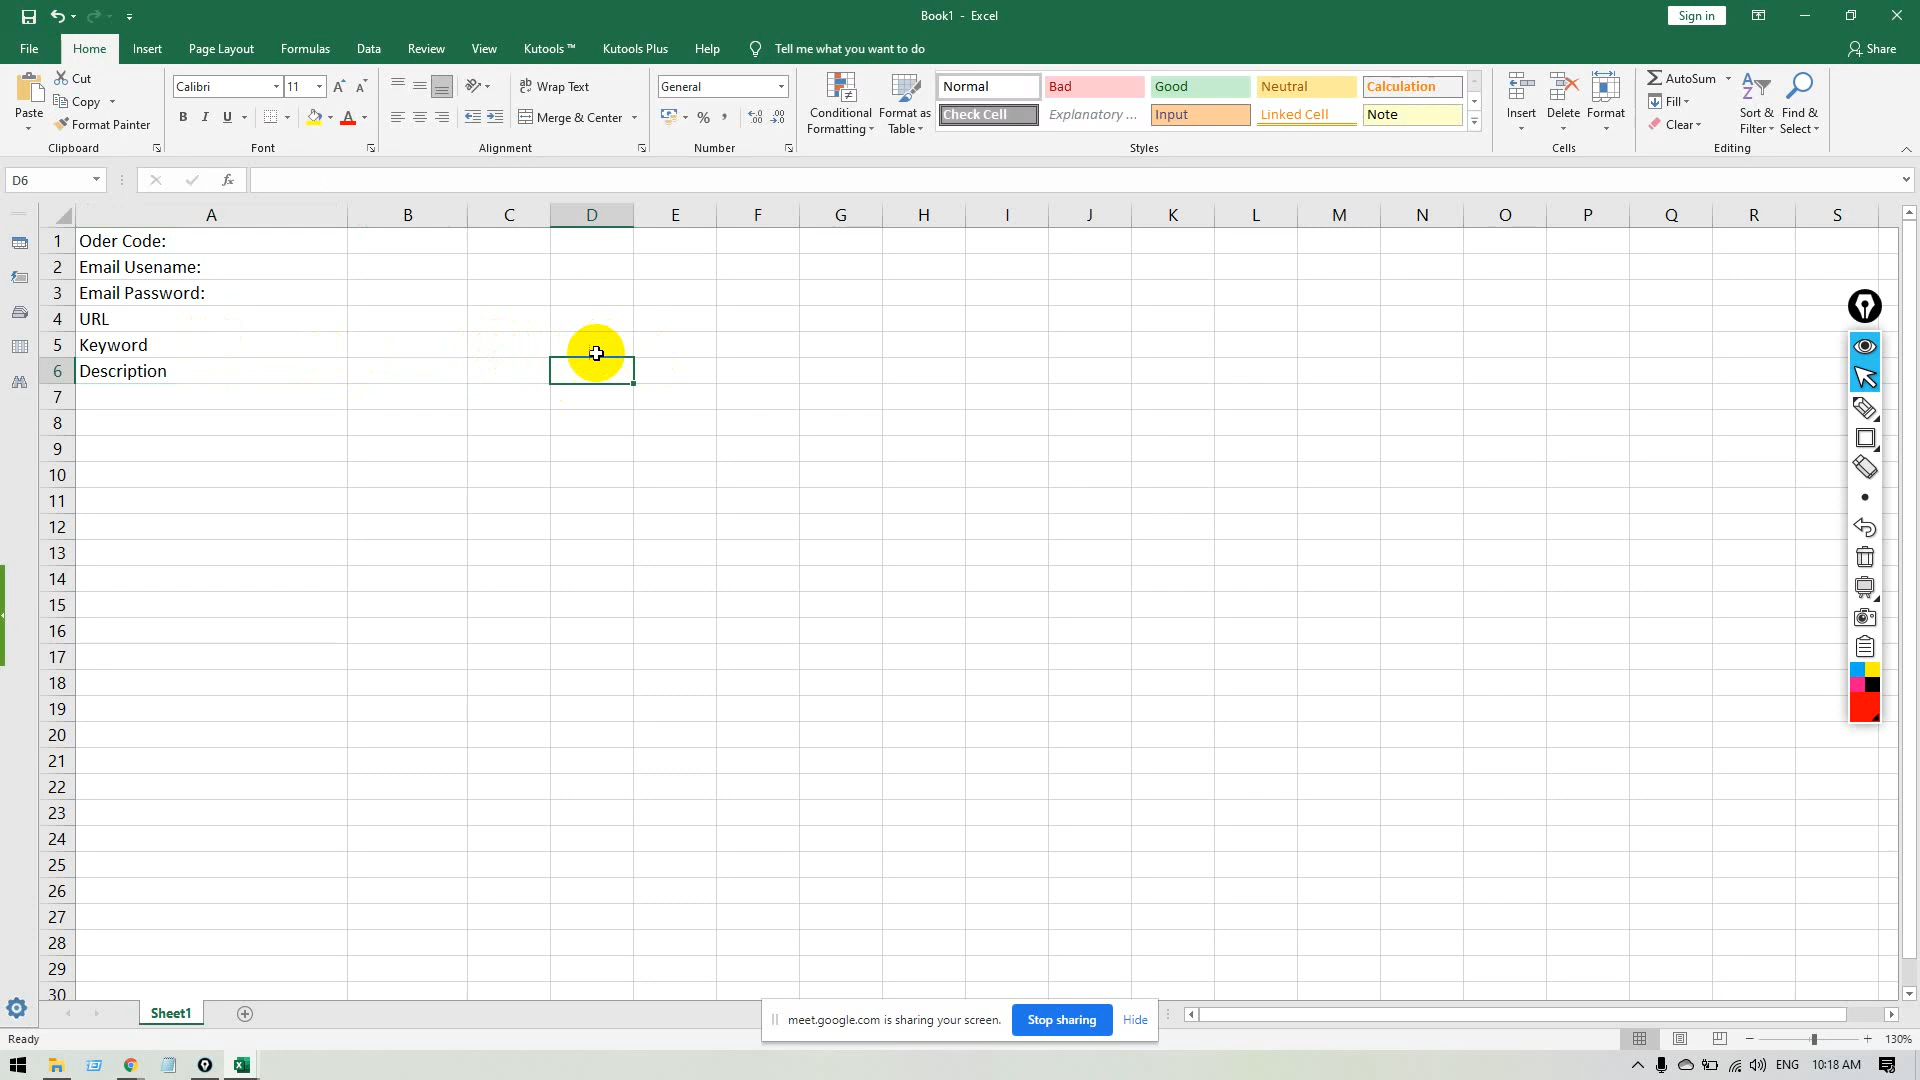 Book1 - Excel
Sign in
File Home Insert Page Layout Formulas Data Review View Kutools™ Kutools Plus Help Tell me what you want to do Share
Paste
Cut
Copy
Format Painter
Clipboard
Calibri 11
B I U
Font
Wrap Text
Merge & Center
Alignment
General
% ,
Number
Conditional Formatting
Format as Table
Normal Bad Good Neutral Calculation
Check Cell Explanatory ... Input Linked Cell Note
Styles
Insert Delete Format
Cells
AutoSum
Fill
Clear
Sort & Filter
Find & Select
Editing
D6
fx
A B C D E F G H I J K L M N O P Q R S
1 Oder Code:
2 Email Usename:
3 Email Password:
4 URL
5 Keyword
6 Description
7
8
9
10
11
12
13
14
15
16
17
18
19
20
21
22
23
24
25
26
27
28
29
30
Sheet1
meet.google.com is sharing your screen. Stop sharing Hide
Ready
130%
ENG 10:18 AM